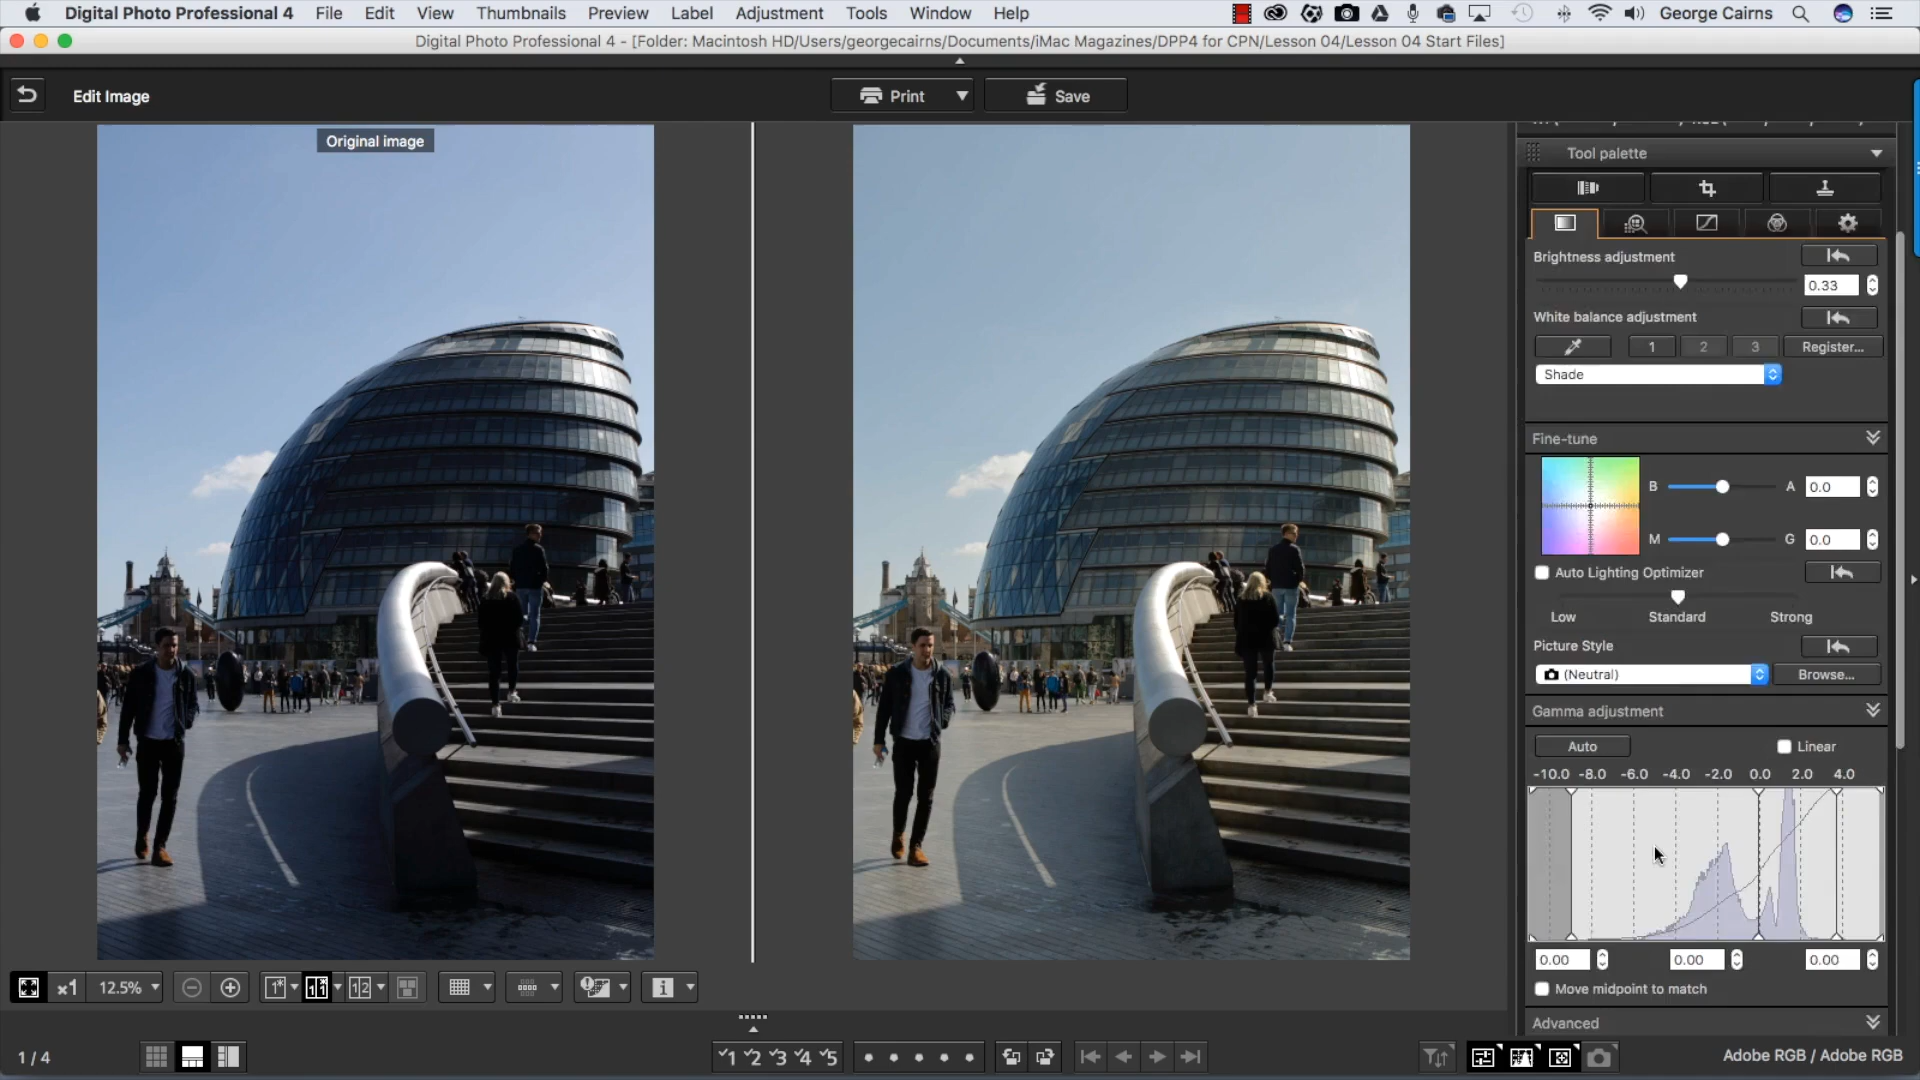 Digital Photo Professional 4 File Edit View Thumbnails Preview Label Adjustment Tools Window Help George Cairns
Digital Photo Professional 4 - [Folder: Macintosh HD/Users/georgecairns/Documents/iMac Magazines/DPP4 for CPN/Lesson 04/Lesson 04 Start Files]
Edit Image Print Save
Original image
Tool palette
Brightness adjustment
0.33
White balance adjustment
1 2 3 Register...
Shade
Fine-tune
B A 0.0
M G 0.0
Auto Lighting Optimizer
Low Standard Strong
Picture Style
(Neutral) Browse...
Gamma adjustment
Auto Linear
-10.0 -8.0 -6.0 -4.0 -2.0 0.0 2.0 4.0
0.00 0.00 0.00
Move midpoint to match
Advanced
x1 12.5%
1 / 4
1 2 3 4 5
Adobe RGB / Adobe RGB